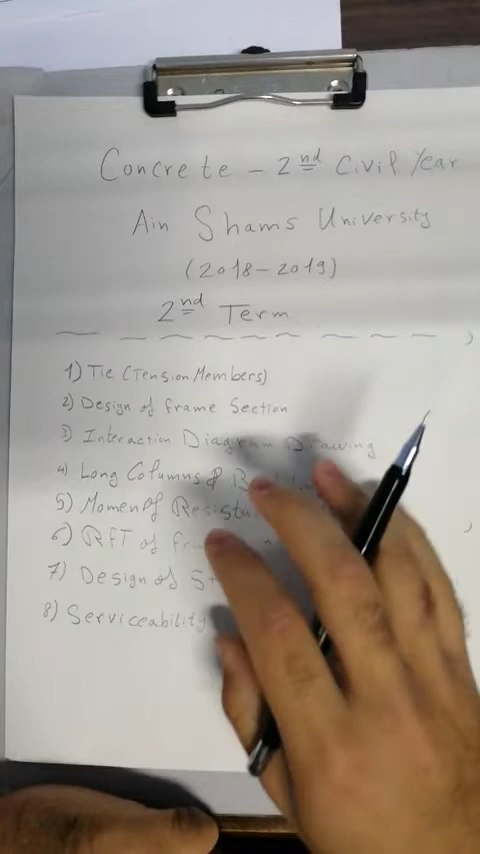 Concrete - 2nd Civil Year
Ain Shams University
(2018-2019)
2nd Term
1) Tie (Tension Members)
2) Design of frame Section
3) Interaction Diagram Drawing
4) Long Columns &
5) Momen of
6) RFT of
7) Design of
8) Serviceability